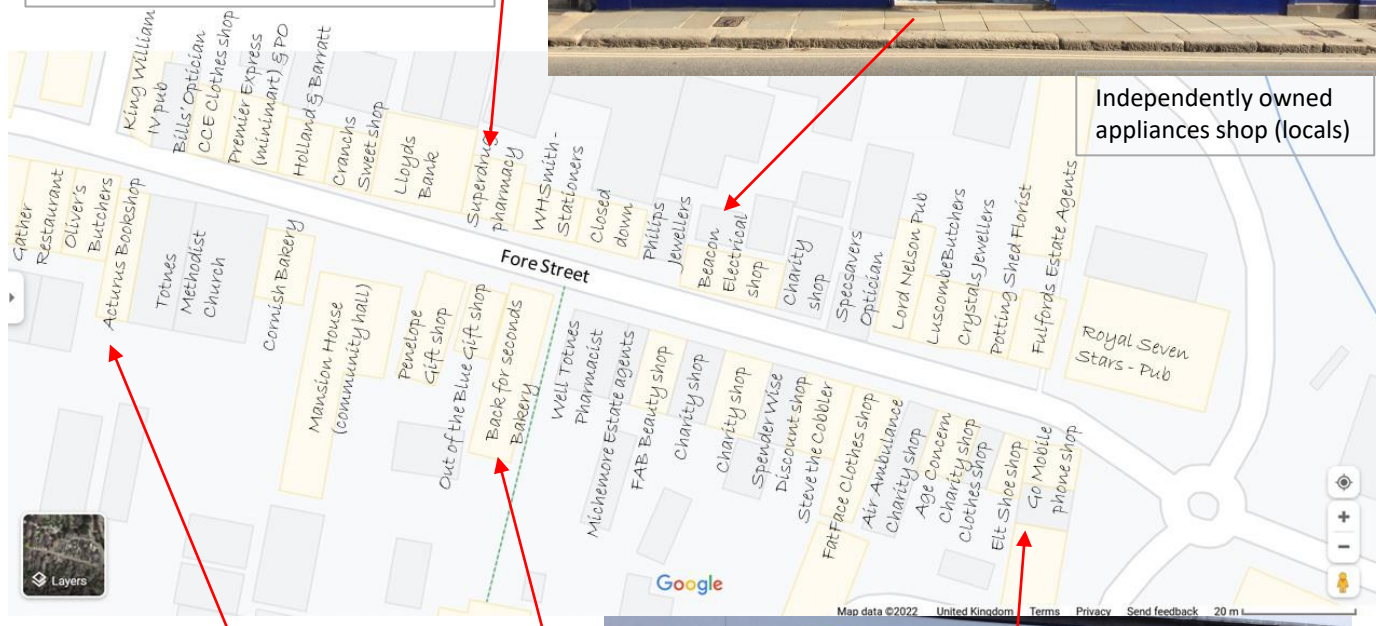 Independently owned
appliances shop (locals)
King William
IV pub
Bills' Optician
CCE Clothes shop
Premier Express
(minimart) & PO
Holland & Barratt
Cranchs
Sweet shop
Lloyds
Bank
Superdrug
pharmacy
WHSmith -
Stationers
Closed
down
Philips
Jewellers
Beacon
Electrical
shop
Charity
shop
Specsavers
Optician
Lord Nelson Pub
Luscombe Butchers
Crystals Jewellers
Potting Shed Florist
Fulfords Estate Agents
Royal Seven
Stars - Pub
Fore Street
Gather
Restaurant
Oliver's
Butchers
Acturus Bookshop
Totnes
Methodist
Church
Cornish Bakery
Mansion House
(community hall)
Penelope
Gift shop
Out of the Blue Gift shop
Back for seconds
Bakery
Well Totnes
Pharmacist
Michemore Estate agents
FAB Beauty shop
Charity shop
Charity shop
Spender Wise
Discount shop
Steve the Cobbler
FatFace Clothes shop
Air Ambulance
Charity shop
Age Concern
Charity shop
Clothes shop
Elt Shoe shop
Go Mobile
phone shop
Layers
Google
Map data ©2022 United Kingdom Terms Privacy Send feedback 20 m